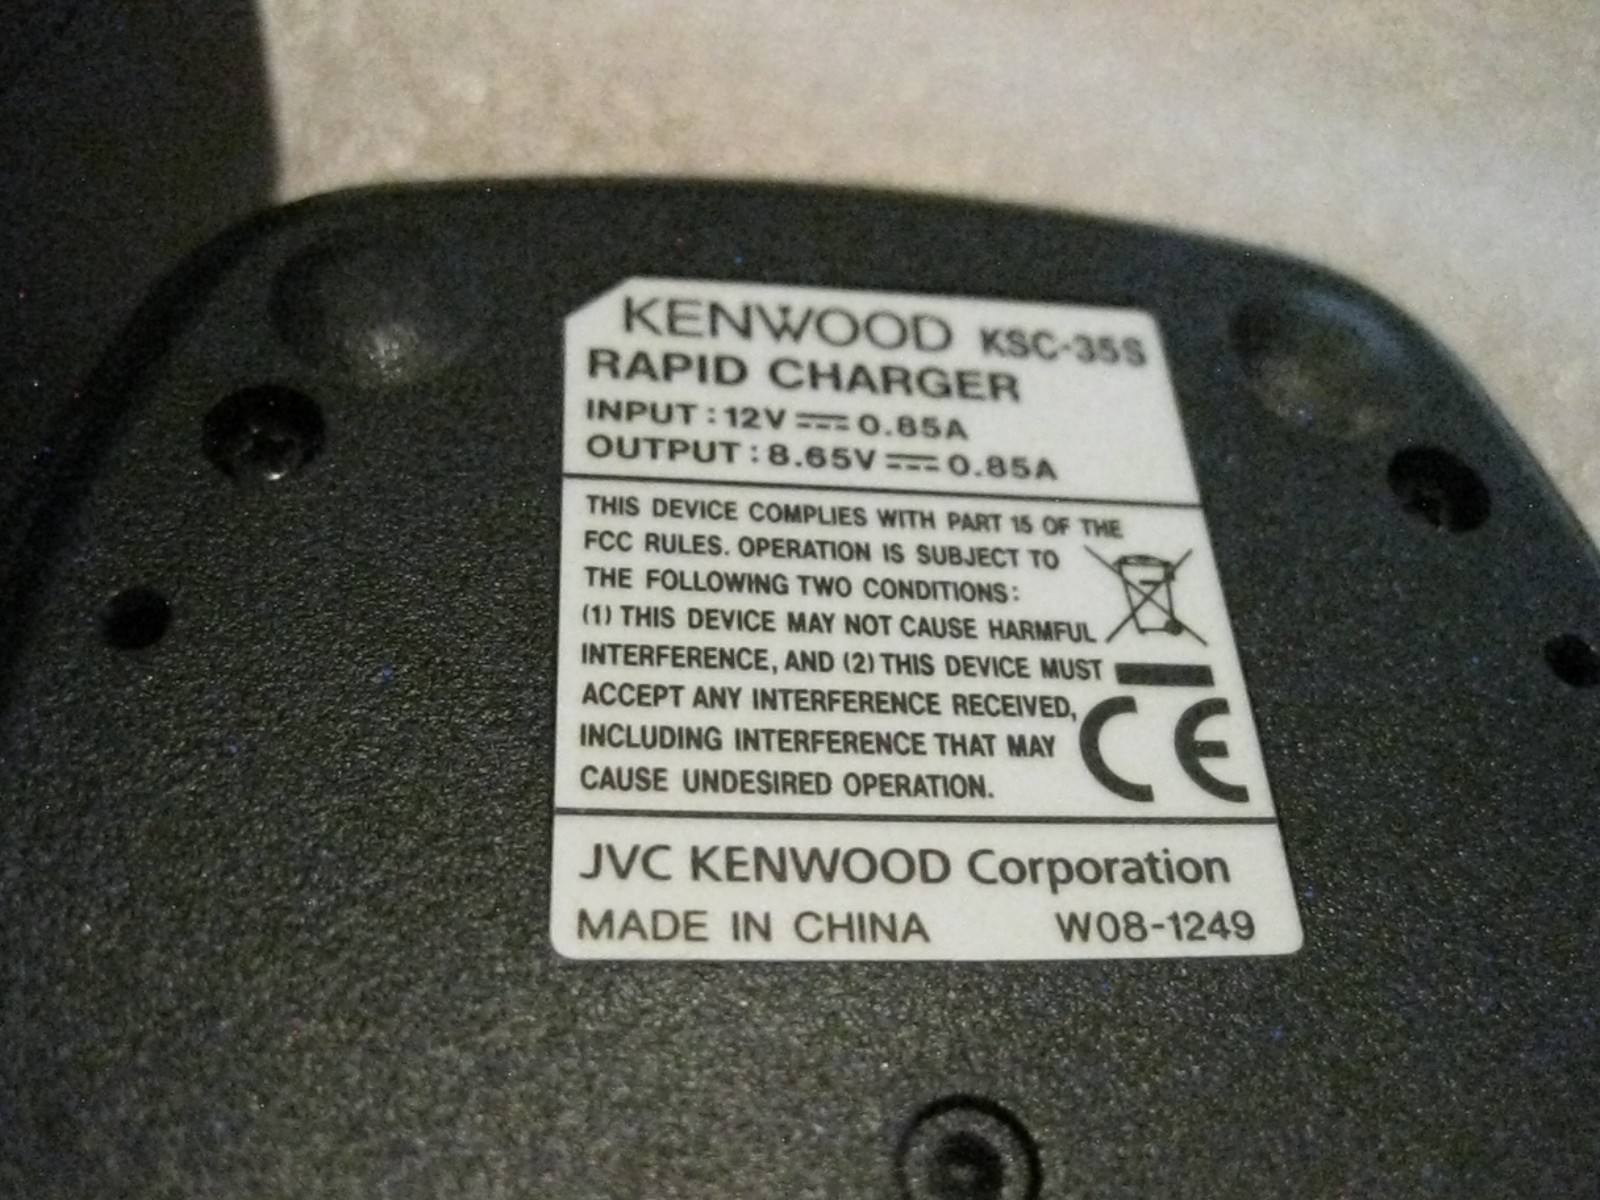 KENWOOD KSC-35S
RAPID CHARGER
INPUT : 12V ⎓ 0.85A
OUTPUT : 8.65V ⎓ 0.85A
THIS DEVICE COMPLIES WITH PART 15 OF THE
FCC RULES. OPERATION IS SUBJECT TO
THE FOLLOWING TWO CONDITIONS:
(1) THIS DEVICE MAY NOT CAUSE HARMFUL
INTERFERENCE, AND (2) THIS DEVICE MUST
ACCEPT ANY INTERFERENCE RECEIVED,
INCLUDING INTERFERENCE THAT MAY
CAUSE UNDESIRED OPERATION.
CE
JVC KENWOOD Corporation
MADE IN CHINA W08-1249